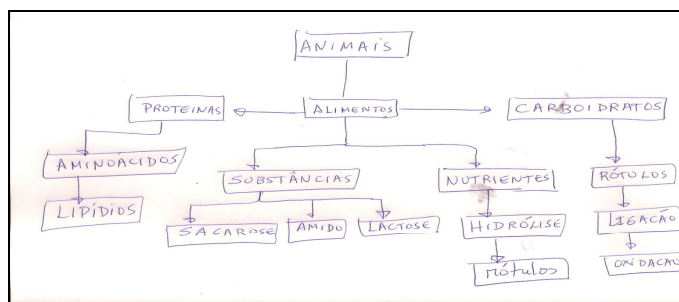 ANIMAIS
PROTEINAS ALIMENTOS CARBOIDRATOS
AMINOÁCIDOS SUBSTÂNCIAS NUTRIENTES RÓTULOS
LIPÍDIOS SACAROSE AMIDO LACTOSE HIDRÓLISE LIGAÇÃO
RÓTULOS OXIDACAO